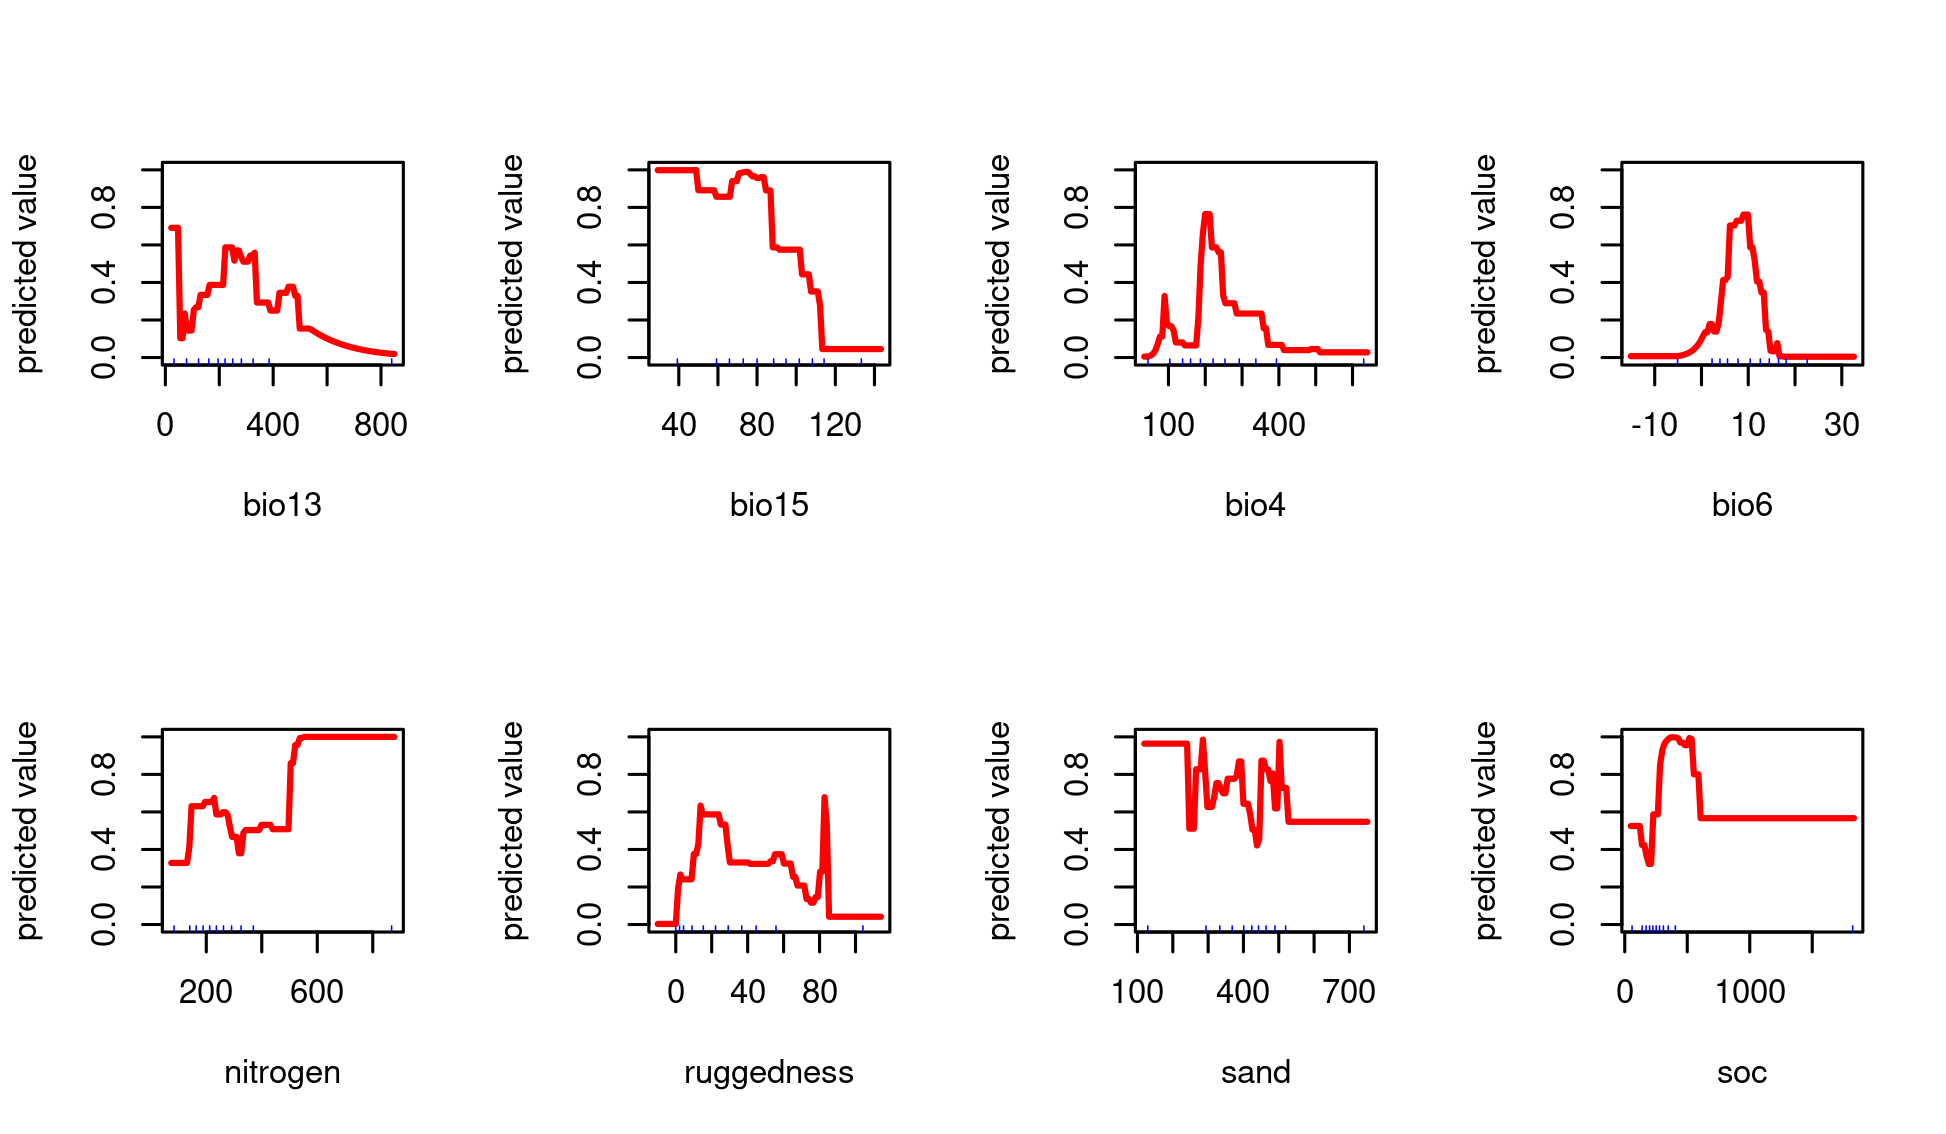 predicted value
0.0 0.4 0.8
0 400 800
bio13
predicted value
0.0 0.4 0.8
40 80 120
bio15
predicted value
0.0 0.4 0.8
100 400
bio4
predicted value
0.0 0.4 0.8
-10 10 30
bio6
predicted value
0.0 0.4 0.8
200 600
nitrogen
predicted value
0.0 0.4 0.8
0 40 80
ruggedness
predicted value
0.0 0.4 0.8
100 400 700
sand
predicted value
0.0 0.4 0.8
0 1000
soc